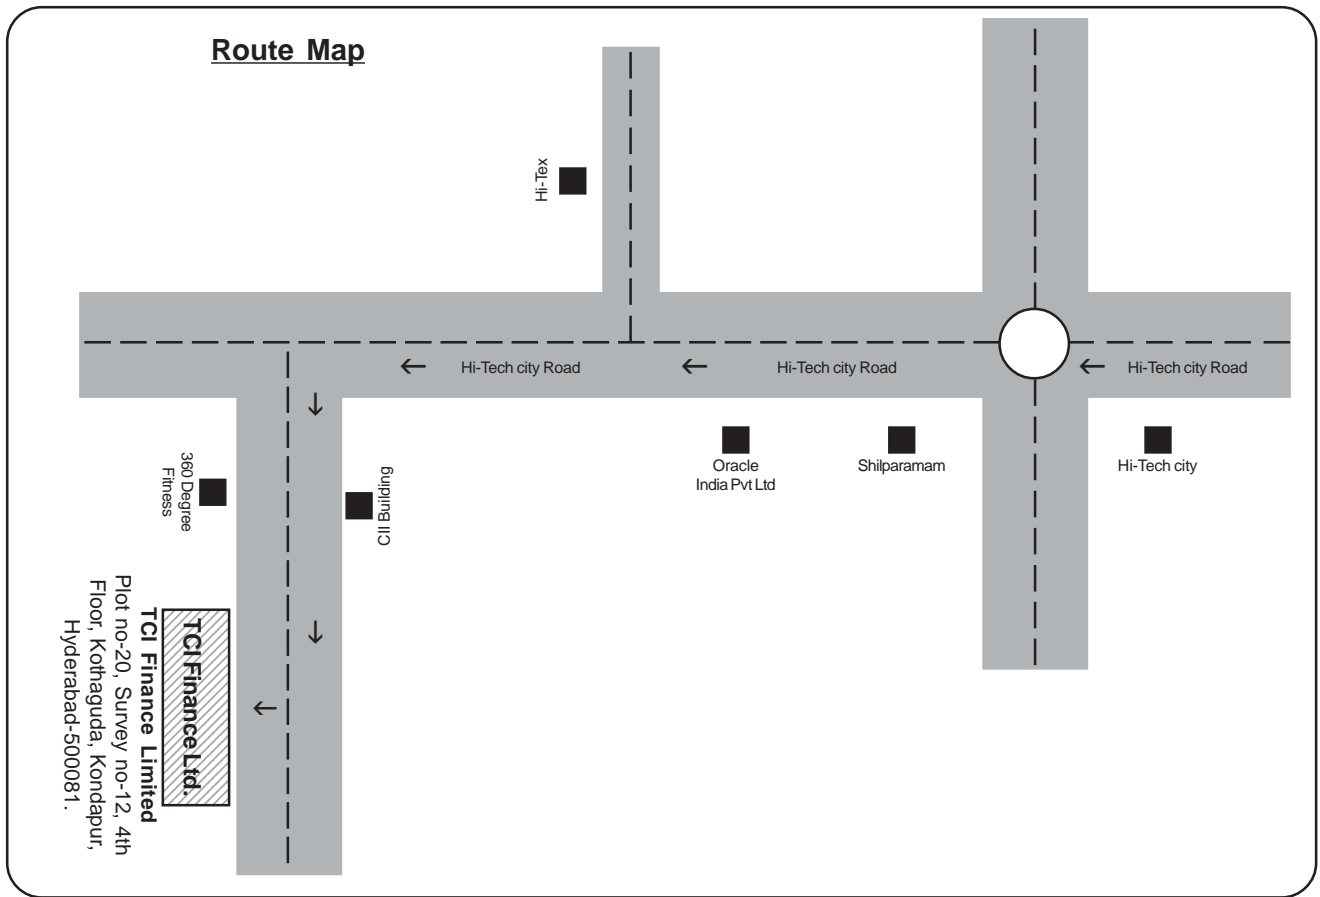 Route Map
Hi-Tex
Hi-Tech city Road
Hi-Tech city Road
Hi-Tech city Road
Oracle
India Pvt Ltd
Shilparamam
Hi-Tech city
360 Degree
Fitness
CII Building
TCI Finance Ltd.
TCI Finance Limited
Plot no-20, Survey no-12, 4th
Floor, Kothaguda, Kondapur,
Hyderabad-500081.